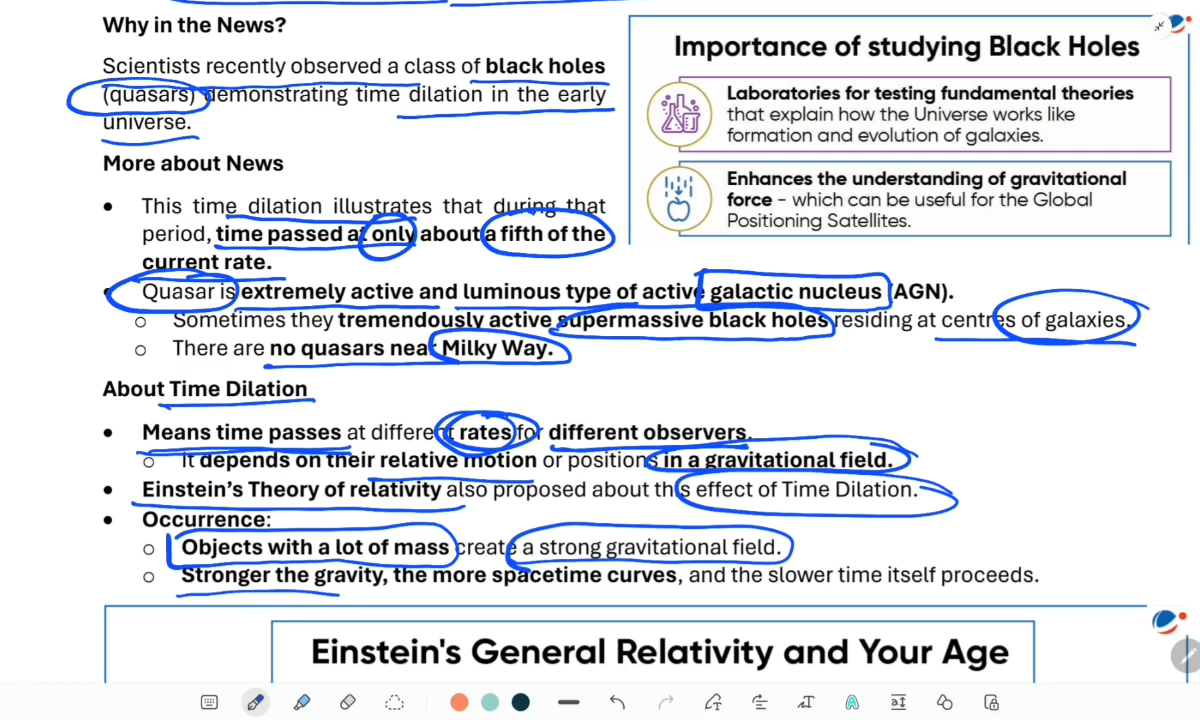 Why in the News?
Scientists recently observed a class of black holes
(quasars) demonstrating time dilation in the early
universe.
More about News
• This time dilation illustrates that during that
period, time passed at only about a fifth of the
current rate.
• Quasar is extremely active and luminous type of active galactic nucleus (AGN).
o Sometimes they tremendously active supermassive black holes residing at centres of galaxies.
o There are no quasars near Milky Way.
About Time Dilation
• Means time passes at different rates for different observers.
o It depends on their relative motion or positions in a gravitational field.
• Einstein's Theory of relativity also proposed about this effect of Time Dilation.
• Occurrence:
o Objects with a lot of mass create a strong gravitational field.
o Stronger the gravity, the more spacetime curves, and the slower time itself proceeds.
Importance of studying Black Holes
Laboratories for testing fundamental theories
that explain how the Universe works like
formation and evolution of galaxies.
Enhances the understanding of gravitational
force - which can be useful for the Global
Positioning Satellites.
Einstein's General Relativity and Your Age